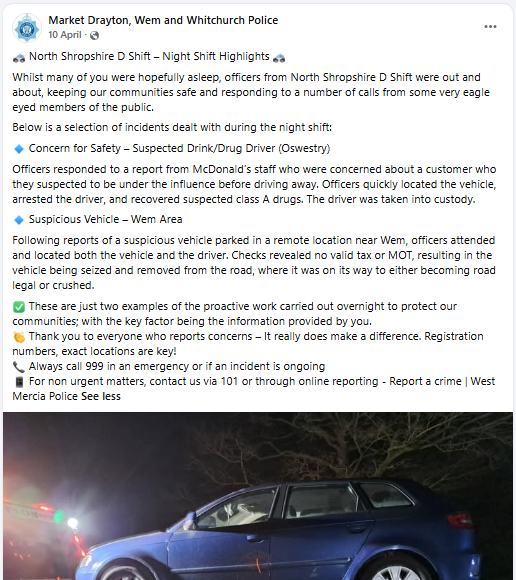 Market Drayton, Wem and Whitchurch Police
10 April ·
🚓 North Shropshire D Shift – Night Shift Highlights 🚓
Whilst many of you were hopefully asleep, officers from North Shropshire D Shift were out and
about, keeping our communities safe and responding to a number of calls from some very eagle
eyed members of the public.
Below is a selection of incidents dealt with during the night shift:
🔹 Concern for Safety – Suspected Drink/Drug Driver (Oswestry)
Officers responded to a report from McDonald's staff who were concerned about a customer who
they suspected to be under the influence before driving away. Officers quickly located the vehicle,
arrested the driver, and recovered suspected class A drugs. The driver was taken into custody.
🔹 Suspicious Vehicle – Wem Area
Following reports of a suspicious vehicle parked in a remote location near Wem, officers attended
and located both the vehicle and the driver. Checks revealed no valid tax or MOT, resulting in the
vehicle being seized and removed from the road, where it was on its way to either becoming road
legal or crushed.
✅ These are just two examples of the proactive work carried out overnight to protect our
communities; with the key factor being the information provided by you.
👏 Thank you to everyone who reports concerns – It really does make a difference. Registration
numbers, exact locations are key!
📞 Always call 999 in an emergency or if an incident is ongoing
📱 For non urgent matters, contact us via 101 or through online reporting - Report a crime | West
Mercia Police See less